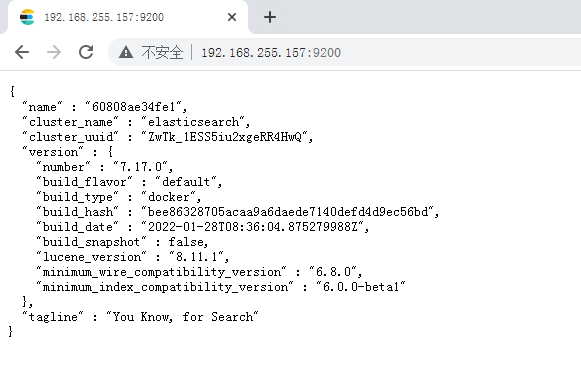 192.168.255.157:9200
不安全 192.168.255.157:9200
{
"name" : "60808ae34fe1",
"cluster_name" : "elasticsearch",
"cluster_uuid" : "ZwTk_1ESS5iu2xgeRR4HwQ",
"version" : {
"number" : "7.17.0",
"build_flavor" : "default",
"build_type" : "docker",
"build_hash" : "bee86328705acaa9a6daede7140defd4d9ec56bd",
"build_date" : "2022-01-28T08:36:04.875279988Z",
"build_snapshot" : false,
"lucene_version" : "8.11.1",
"minimum_wire_compatibility_version" : "6.8.0",
"minimum_index_compatibility_version" : "6.0.0-beta1"
},
"tagline" : "You Know, for Search"
}